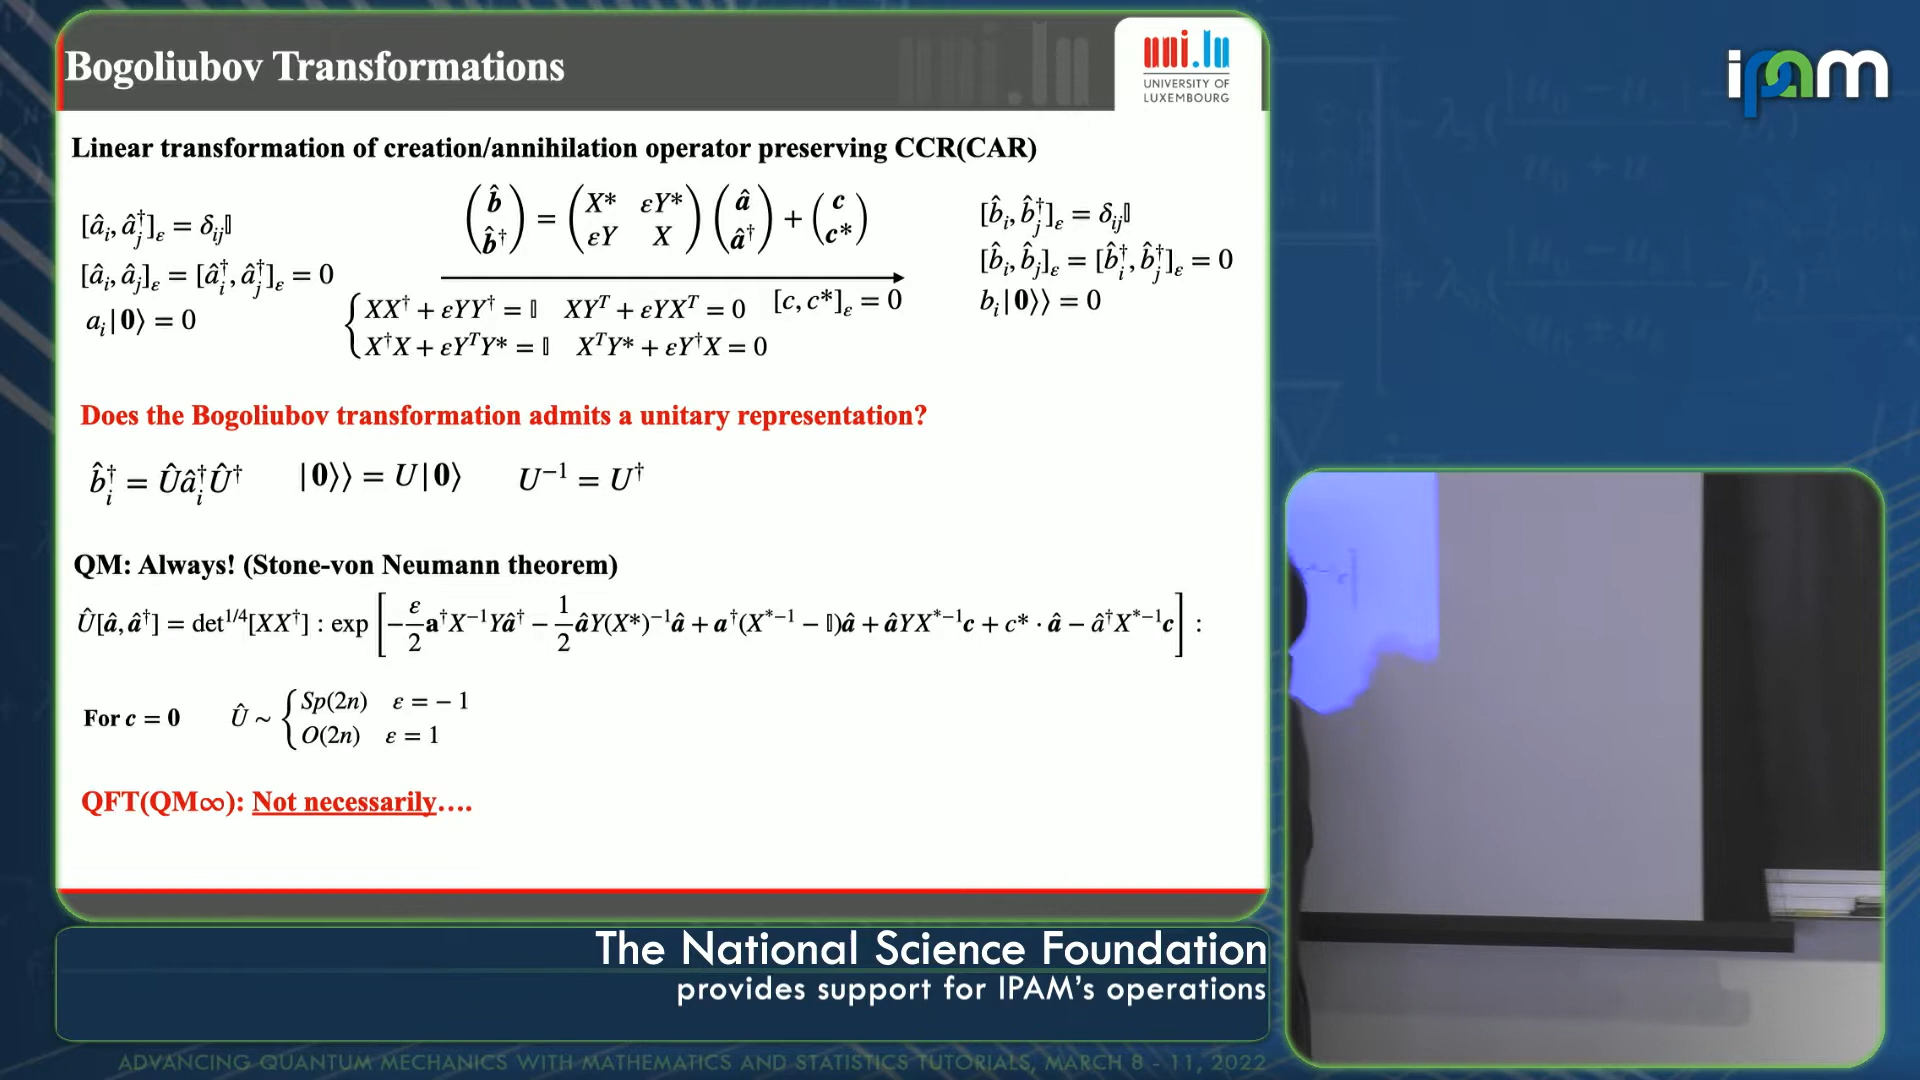 Bogoliubov Transformations
uni.lu
UNIVERSITY OF
LUXEMBOURG
ipam
Linear transformation of creation/annihilation operator preserving CCR(CAR)
[â_i, â_j^†]_ε = δ_ij𝕀
[â_i, â_j]_ε = [â_i^†, â_j^†]_ε = 0
a_i|0⟩ = 0
(b̂ b̂^†) = (X* εY* εY X) (â â^†) + (c c*)
{ XX^† + εYY^† = 𝕀 XY^T + εYX^T = 0 [c, c*]_ε = 0
X^†X + εY^TY* = 𝕀 X^TY* + εY^†X = 0
[b̂_i, b̂_j^†]_ε = δ_ij𝕀
[b̂_i, b̂_j]_ε = [b̂_i^†, b̂_j^†]_ε = 0
b_i|0⟩⟩ = 0
Does the Bogoliubov transformation admits a unitary representation?
b̂_i^† = Ûâ_i^†Û^† |0⟩⟩ = U|0⟩ U^−1 = U^†
QM: Always! (Stone-von Neumann theorem)
Û[â, â^†] = det^1/4[XX^†] : exp [−ε/2 a^†X^−1Yâ^† − 1/2 âY(X*)^−1â + a^†(X*^−1 − 𝕀)â + âYX*^−1c + c* · â − â^†X*^−1c] :
For c = 0 Û ~ { Sp(2n) ε = − 1
O(2n) ε = 1
QFT(QM∞): Not necessarily….
The National Science Foundation
provides support for IPAM's operations
ADVANCING QUANTUM MECHANICS WITH MATHEMATICS AND STATISTICS TUTORIALS, MARCH 8 - 11, 2022